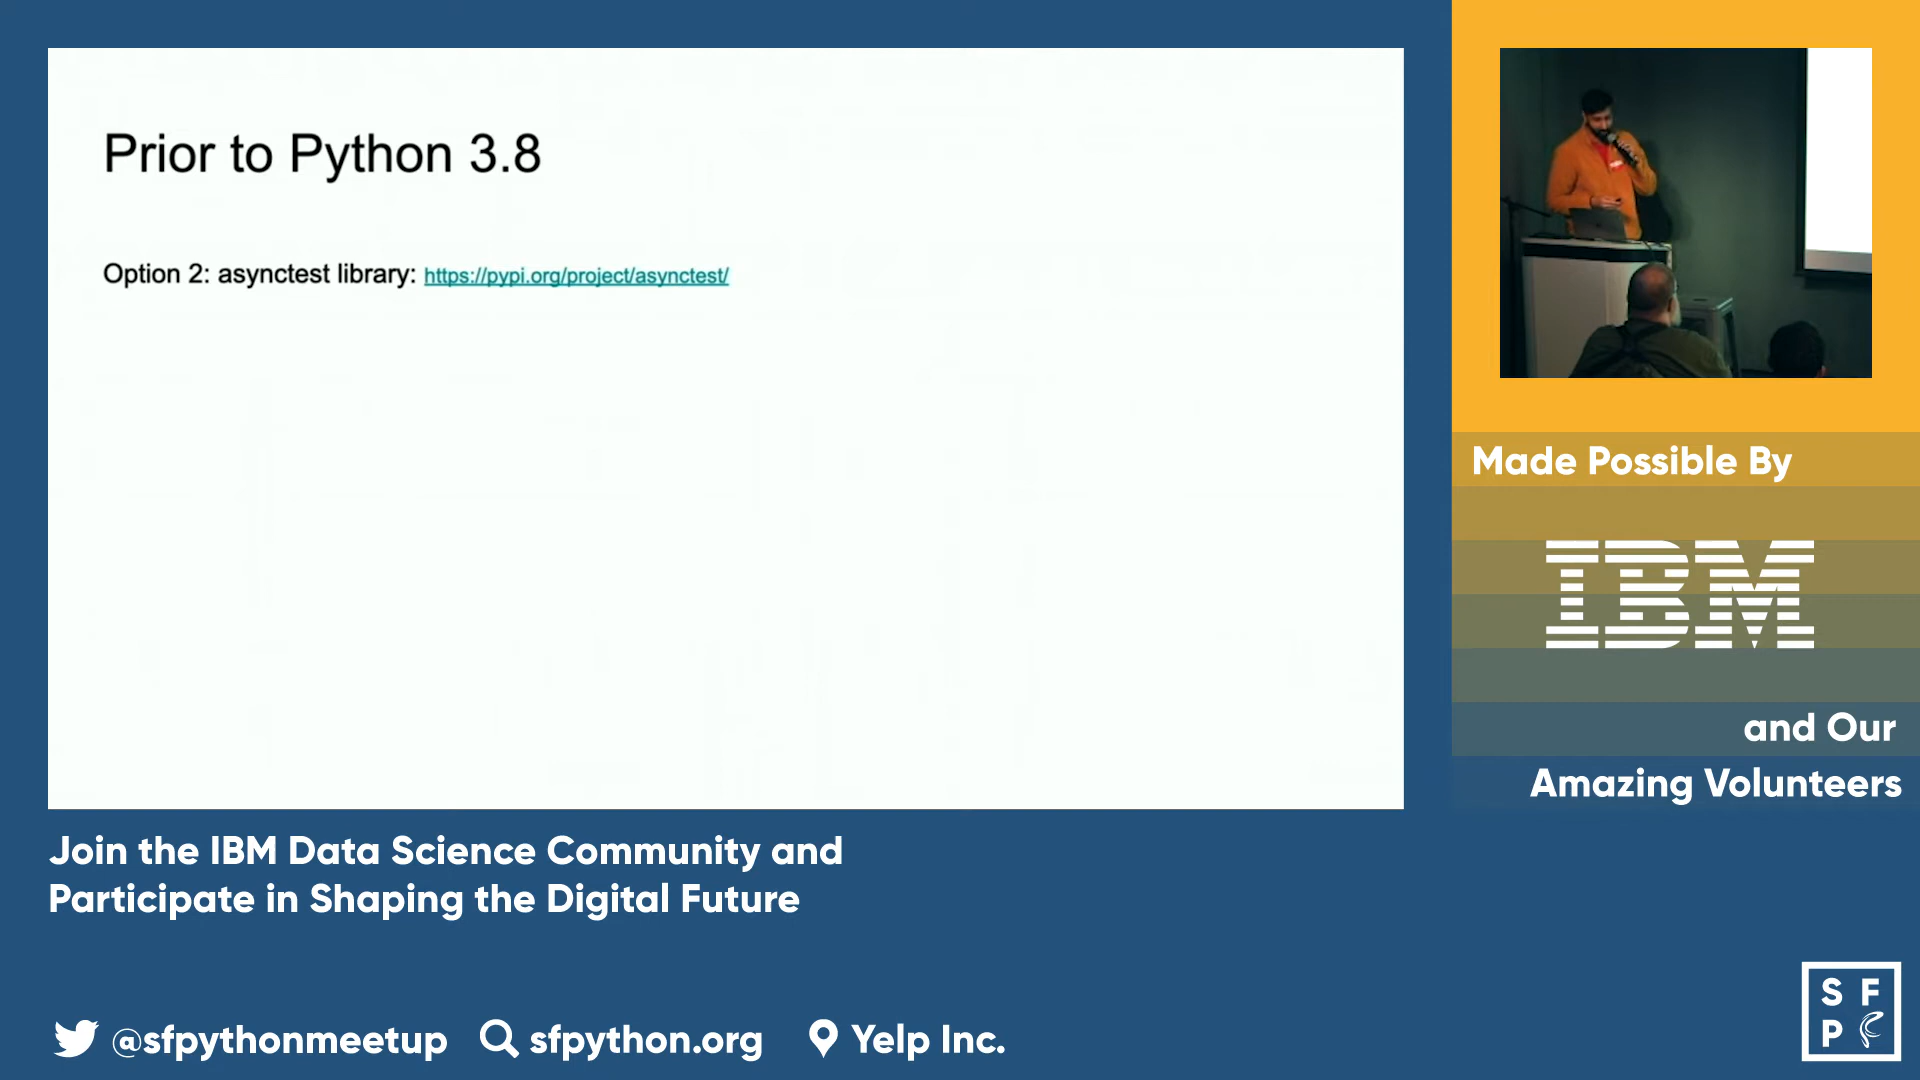 Prior to Python 3.8
Option 2: asynctest library: https://pypi.org/project/asynctest/
Made Possible By
IBM
and Our
Amazing Volunteers
Join the IBM Data Science Community and
Participate in Shaping the Digital Future
@sfpythonmeetup
sfpython.org
Yelp Inc.
S F
P